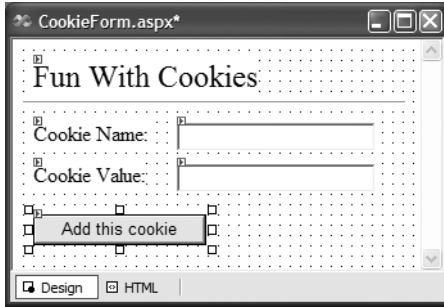 CookieForm.aspx*
Fun With Cookies
Cookie Name:
Cookie Value:
Add this cookie
Design HTML